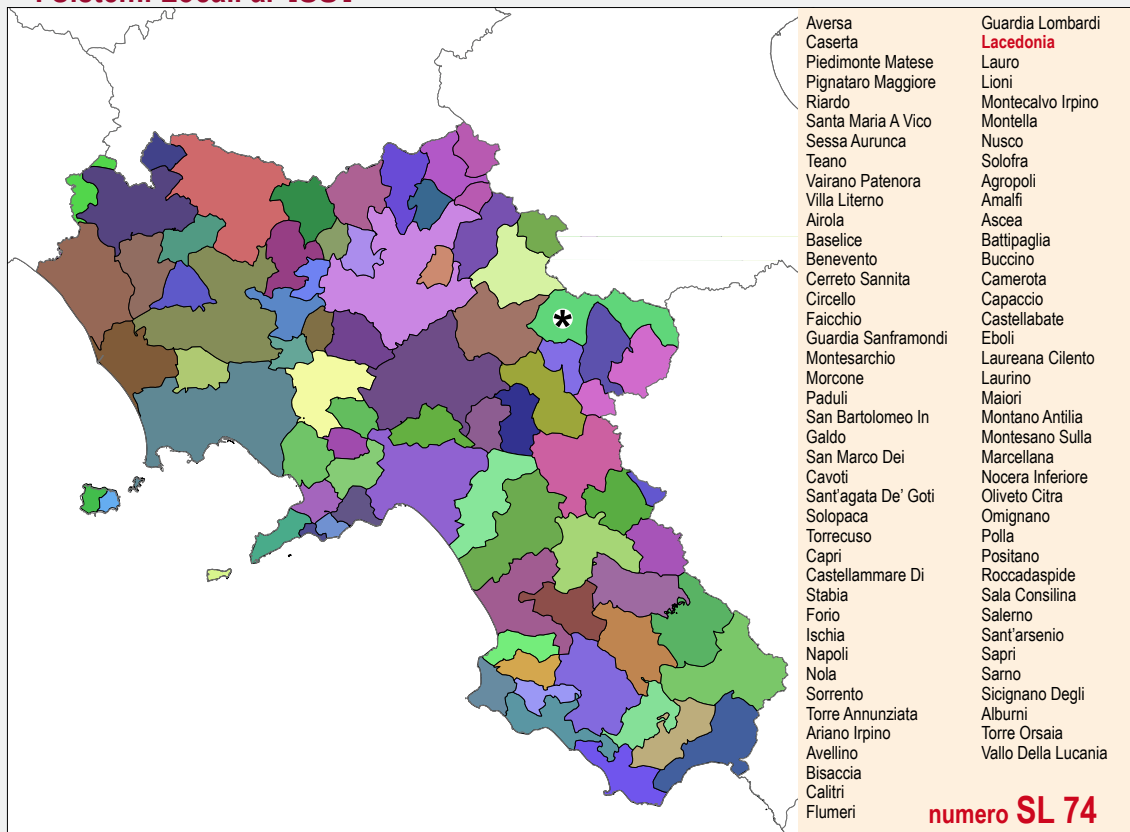 Aversa
Caserta
Piedimonte Matese
Pignataro Maggiore
Riardo
Santa Maria A Vico
Sessa Aurunca
Teano
Vairano Patenora
Villa Literno
Airola
Baselice
Benevento
Cerreto Sannita
Circello
Faicchio
Guardia Sanframondi
Montesarchio
Morcone
Paduli
San Bartolomeo In
Galdo
San Marco Dei
Cavoti
Sant'agata De' Goti
Solopaca
Torrecuso
Capri
Castellammare Di
Stabia
Forio
Ischia
Napoli
Nola
Sorrento
Torre Annunziata
Ariano Irpino
Avellino
Bisaccia
Calitri
Flumeri
Guardia Lombardi
Lacedonia
Lauro
Lioni
Montecalvo Irpino
Montella
Nusco
Solofra
Agropoli
Amalfi
Ascea
Battipaglia
Buccino
Camerota
Capaccio
Castellabate
Eboli
Laureana Cilento
Laurino
Maiori
Montano Antilia
Montesano Sulla
Marcellana
Nocera Inferiore
Oliveto Citra
Omignano
Polla
Positano
Roccadaspide
Sala Consilina
Salerno
Sant'arsenio
Sapri
Sarno
Sicignano Degli
Alburni
Torre Orsaia
Vallo Della Lucania
numero SL 74